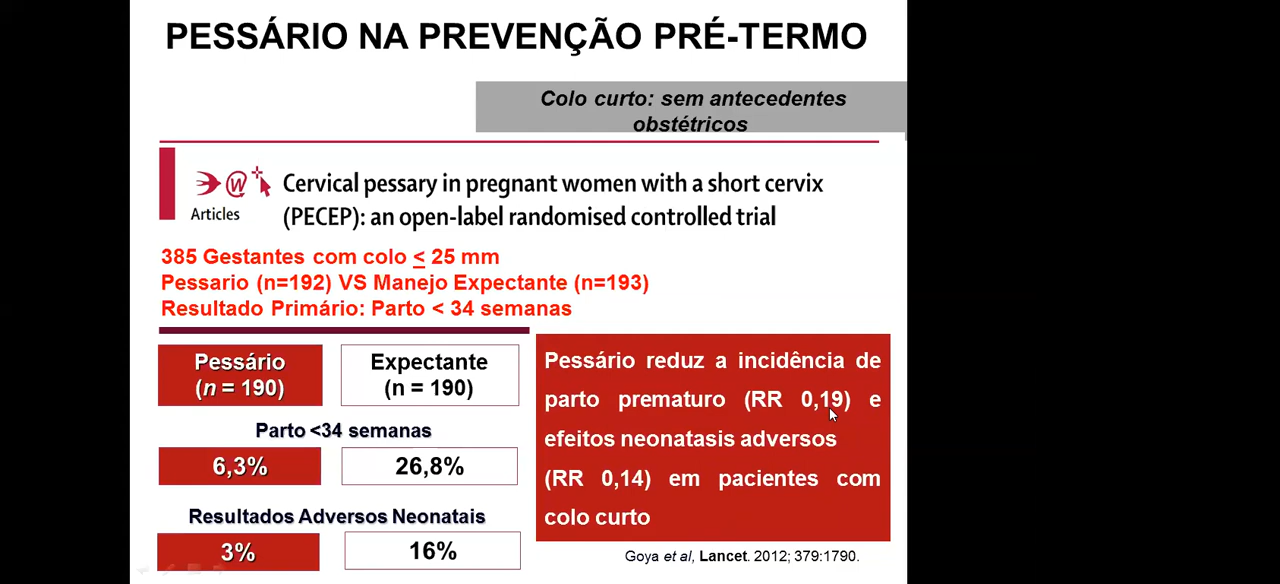 PESSÁRIO NA PREVENÇÃO PRÉ-TERMO
Colo curto: sem antecedentes
obstétricos
Articles
Cervical pessary in pregnant women with a short cervix
(PECEP): an open-label randomised controlled trial
385 Gestantes com colo < 25 mm
Pessario (n=192) VS Manejo Expectante (n=193)
Resultado Primário: Parto < 34 semanas
Pessário
(n = 190)
Expectante
(n = 190)
Parto <34 semanas
6,3%
26,8%
Resultados Adversos Neonatais
3%
16%
Pessário reduz a incidência de
parto prematuro (RR 0,19) e
efeitos neonatasis adversos
(RR 0,14) em pacientes com
colo curto
Goya et al, Lancet. 2012; 379:1790.